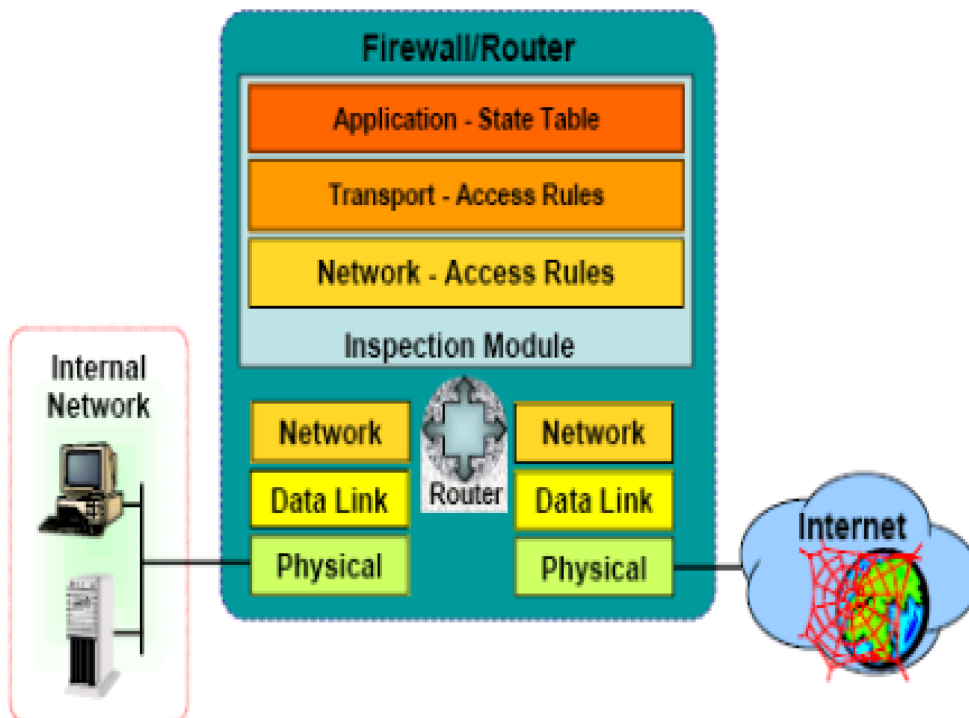 Firewall/Router
Application - State Table
Transport - Access Rules
Network - Access Rules
Inspection Module
Internal
Network
Network
Data Link
Physical
Router
Network
Data Link
Physical
Internet